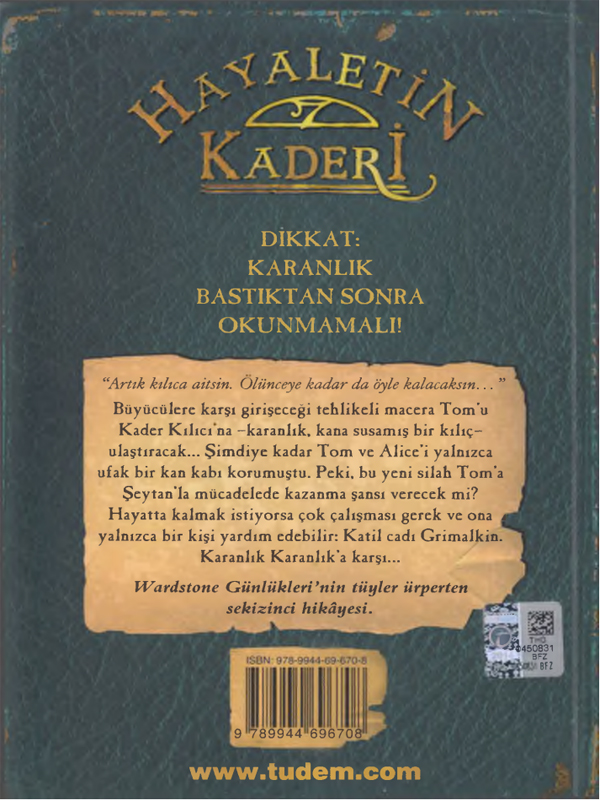 HAYALETİN
KADERİ
DİKKAT:
KARANLIK
BASTIKTAN SONRA
OKUNMAMALI!
“Artık kılıca aitsin. Ölünceye kadar da öyle kalacaksın…”
Büyücülere karşı girişeceği tehlikeli macera Tom’u
Kader Kılıcı’na –karanlık, kana susamış bir kılıç–
ulaştıracak... Şimdiye kadar Tom ve Alice’i yalnızca
ufak bir kan kabı korumuştu. Peki, bu yeni silah Tom’a
Şeytan’la mücadelede kazanma şansı verecek mi?
Hayatta kalmak istiyorsa çok çalışması gerek ve ona
yalnızca bir kişi yardım edebilir: Katil cadı Grimalkin.
Karanlık Karanlık’a karşı...
Wardstone Günlükleri’nin tüyler ürperten
sekizinci hikâyesi.
THG
0450831
BFZ
ISBN: 978-9944-69-670-8
9 789944 696708
www.tudem.com